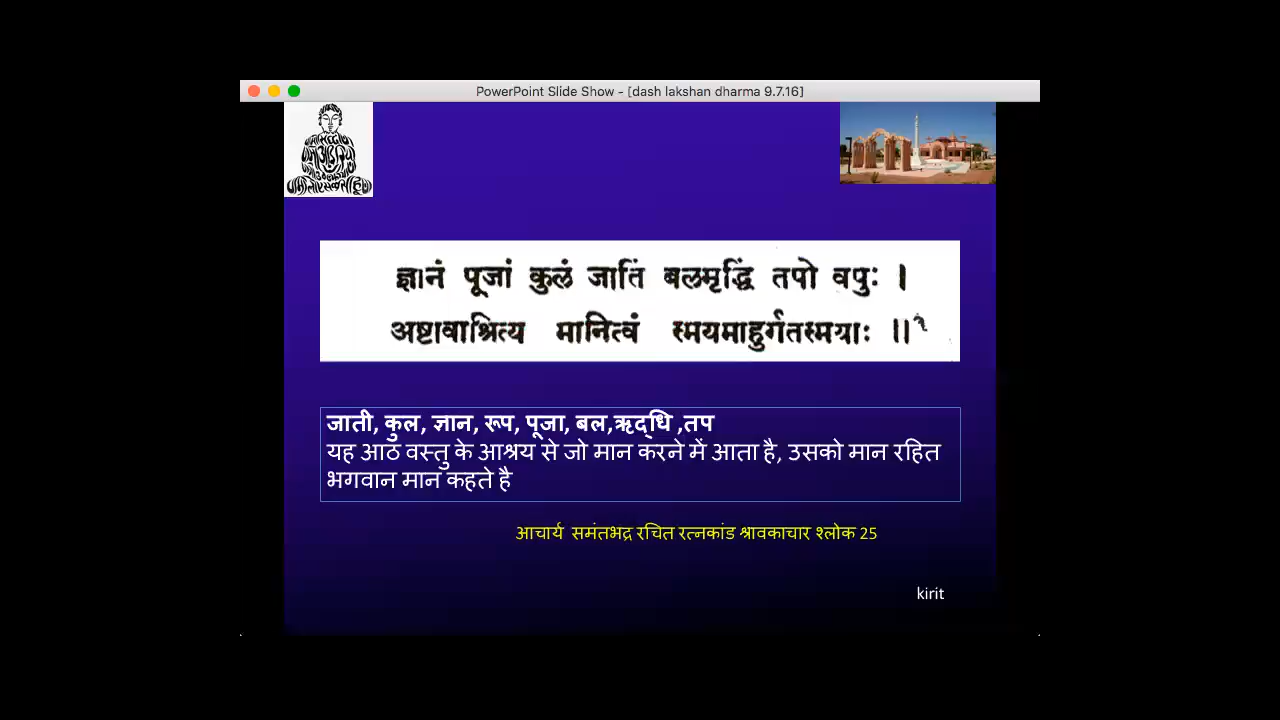 PowerPoint Slide Show - [dash lakshan dharma 9.7.16]
ज्ञानं पूजां कुलं जातिं बलमृद्धिं तपो वपुः ।
अष्टावाश्रित्य मानित्वं स्मयमाहुर्गतस्मयाः ॥१
जाती, कुल, ज्ञान, रूप, पूजा, बल,ऋद्धि ,तप
यह आठ वस्तु के आश्रय से जो मान करने में आता है, उसको मान रहित
भगवान मान कहते है
आचार्य समंतभद्र रचित रत्नकांड श्रावकाचार श्लोक 25
kirit